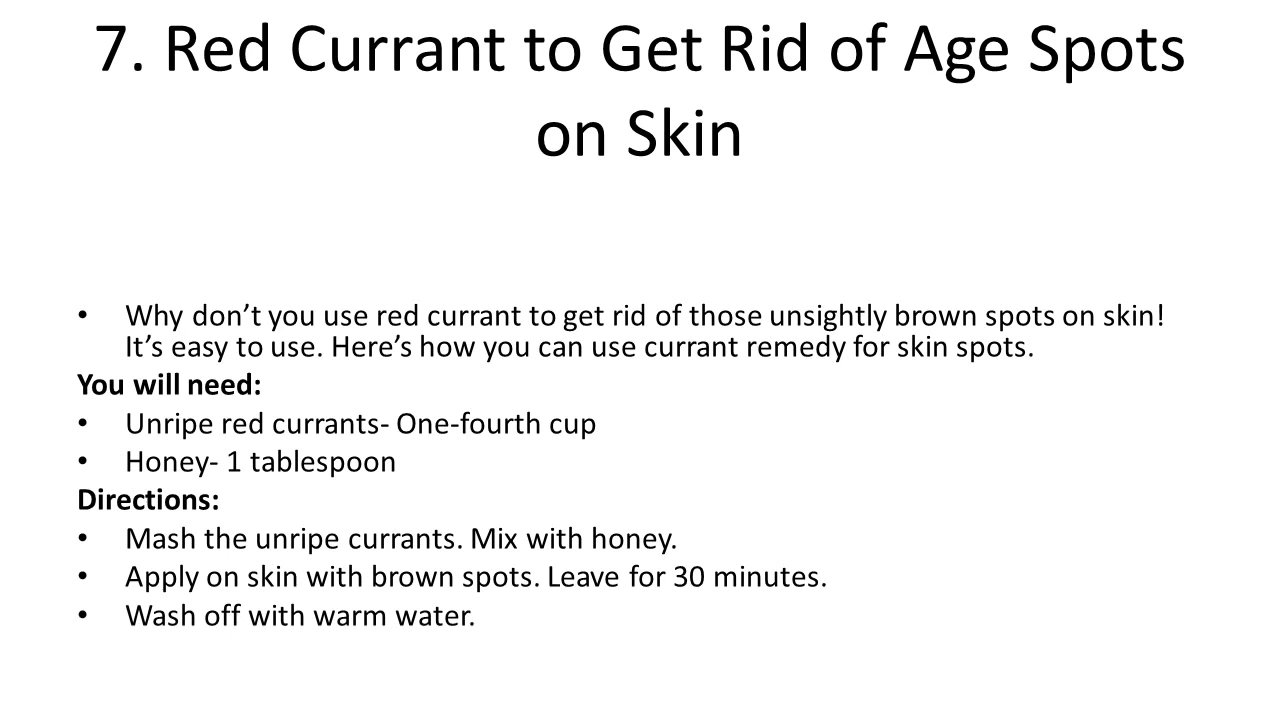 7. Red Currant to Get Rid of Age Spots
on Skin
• Why don’t you use red currant to get rid of those unsightly brown spots on skin!
It’s easy to use. Here’s how you can use currant remedy for skin spots.
You will need:
• Unripe red currants- One-fourth cup
• Honey- 1 tablespoon
Directions:
• Mash the unripe currants. Mix with honey.
• Apply on skin with brown spots. Leave for 30 minutes.
• Wash off with warm water.